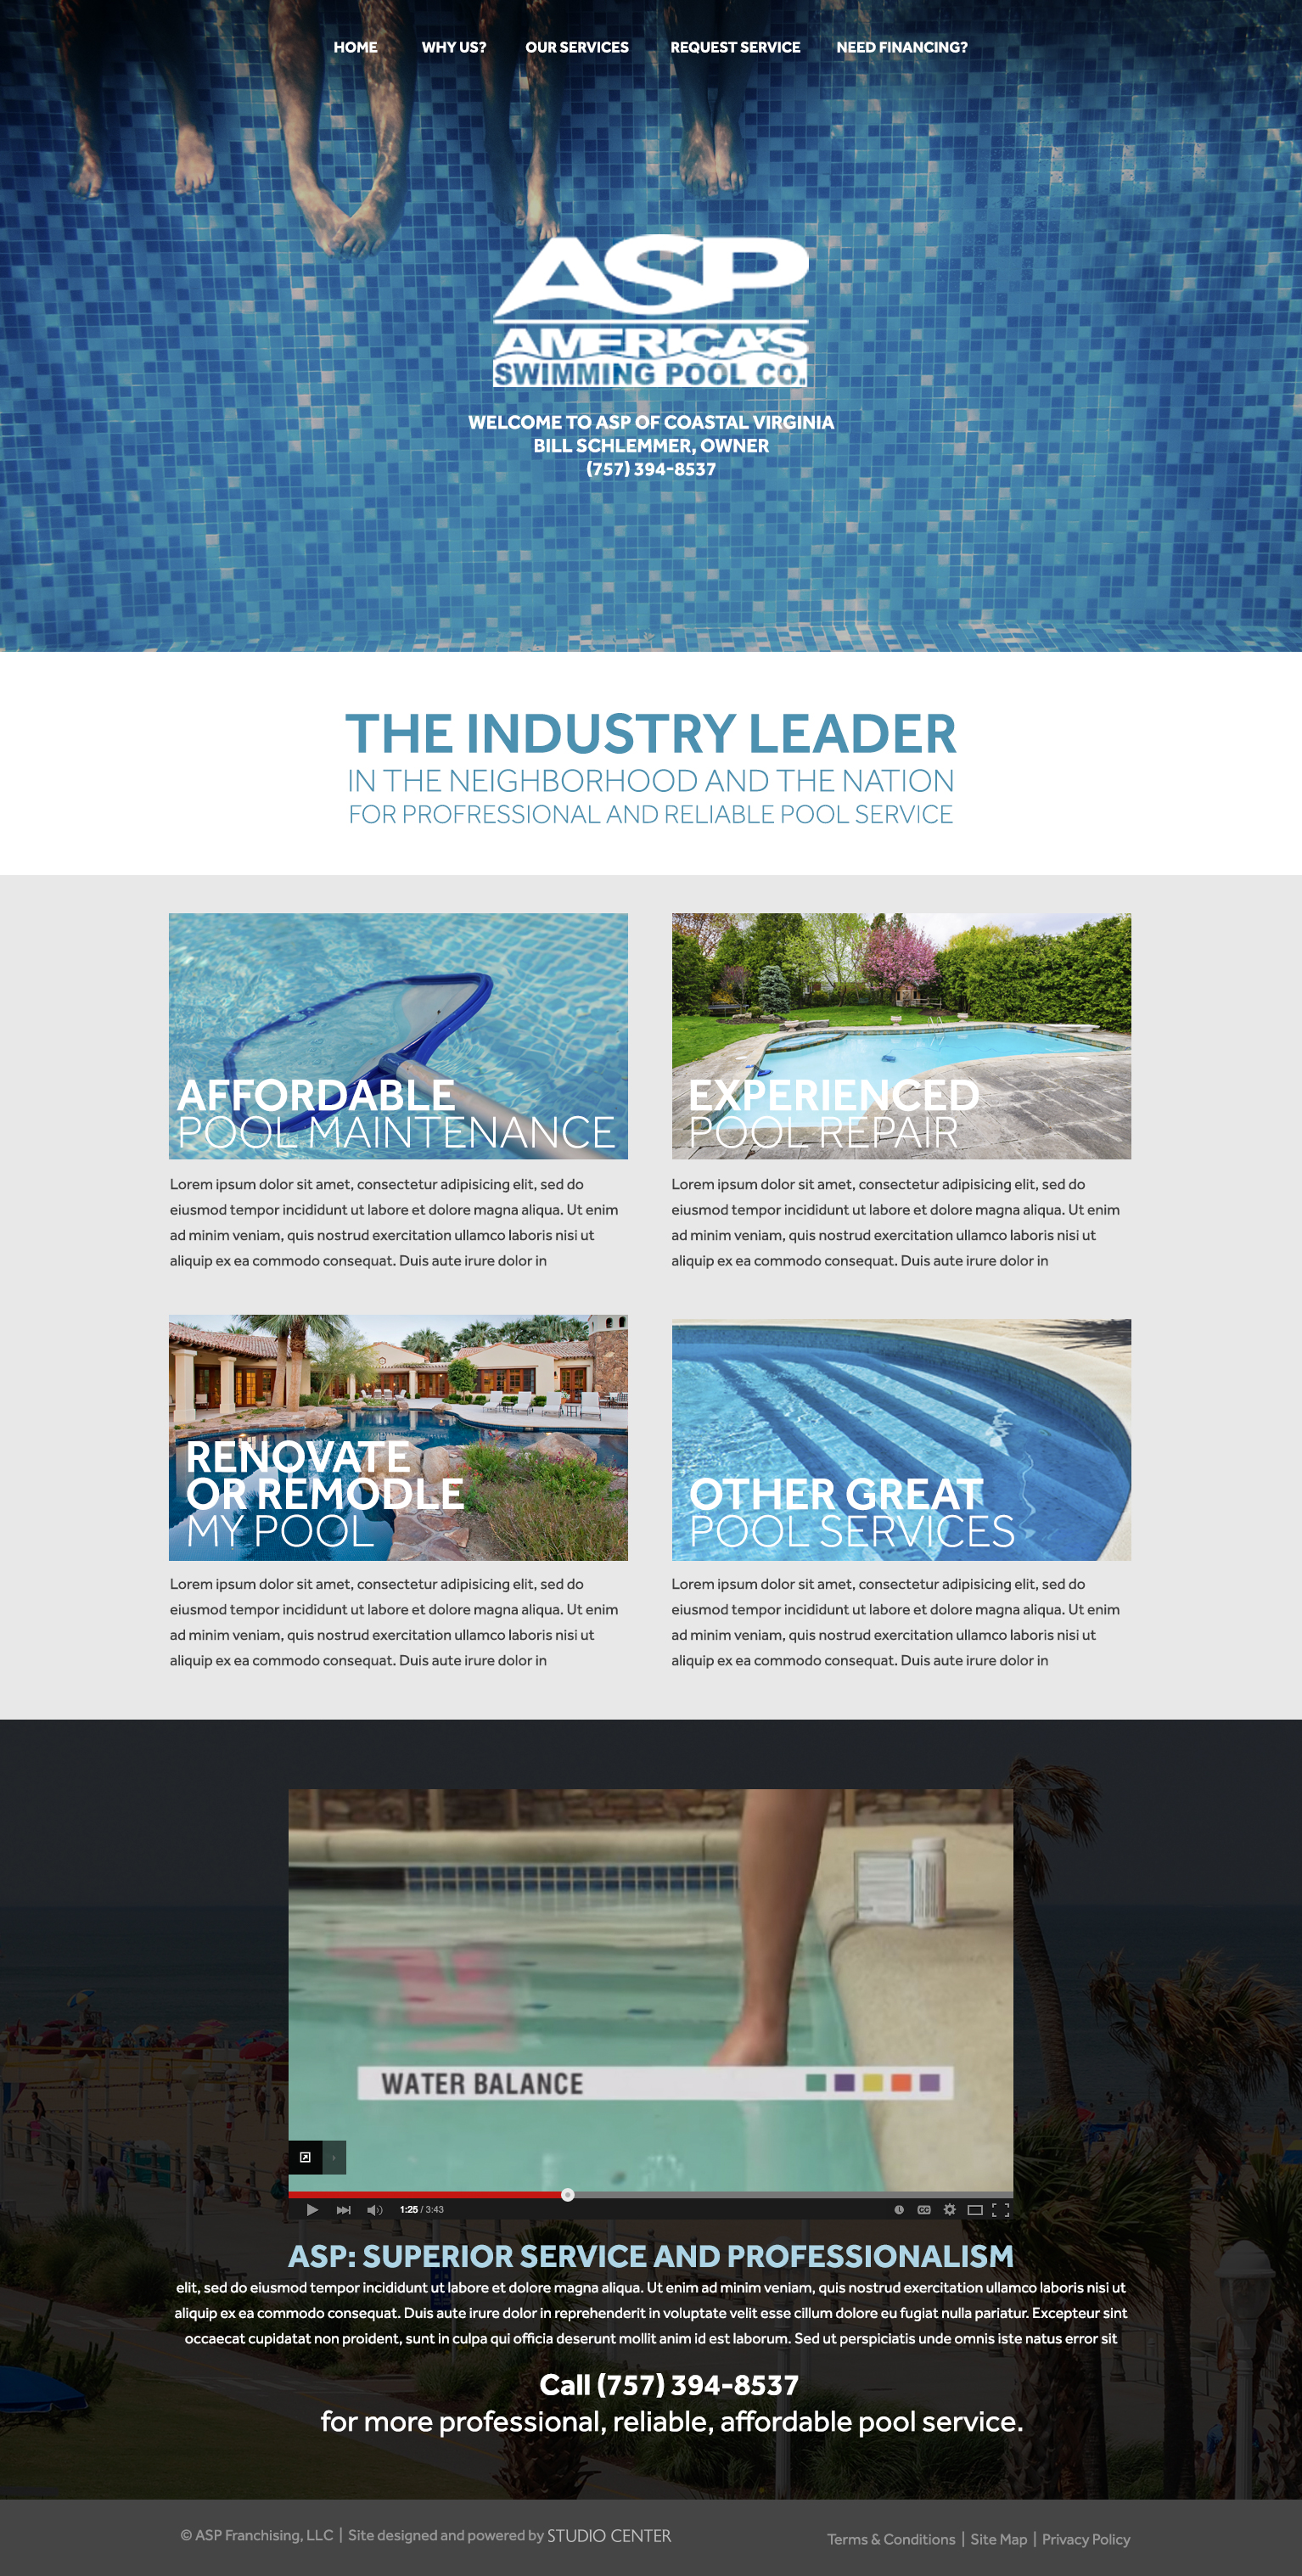 HOME WHY US? OUR SERVICES REQUEST SERVICE NEED FINANCING?
ASP
AMERICA'S
SWIMMING POOL CO.
WELCOME TO ASP OF COASTAL VIRGINIA
BILL SCHLEMMER, OWNER
(757) 394-8537
THE INDUSTRY LEADER
IN THE NEIGHBORHOOD AND THE NATION
FOR PROFRESSIONAL AND RELIABLE POOL SERVICE
AFFORDABLE
POOL MAINTENANCE
Lorem ipsum dolor sit amet, consectetur adipisicing elit, sed do
eiusmod tempor incididunt ut labore et dolore magna aliqua. Ut enim
ad minim veniam, quis nostrud exercitation ullamco laboris nisi ut
aliquip ex ea commodo consequat. Duis aute irure dolor in
EXPERIENCED
POOL REPAIR
Lorem ipsum dolor sit amet, consectetur adipisicing elit, sed do
eiusmod tempor incididunt ut labore et dolore magna aliqua. Ut enim
ad minim veniam, quis nostrud exercitation ullamco laboris nisi ut
aliquip ex ea commodo consequat. Duis aute irure dolor in
RENOVATE
OR REMODLE
MY POOL
Lorem ipsum dolor sit amet, consectetur adipisicing elit, sed do
eiusmod tempor incididunt ut labore et dolore magna aliqua. Ut enim
ad minim veniam, quis nostrud exercitation ullamco laboris nisi ut
aliquip ex ea commodo consequat. Duis aute irure dolor in
OTHER GREAT
POOL SERVICES
Lorem ipsum dolor sit amet, consectetur adipisicing elit, sed do
eiusmod tempor incididunt ut labore et dolore magna aliqua. Ut enim
ad minim veniam, quis nostrud exercitation ullamco laboris nisi ut
aliquip ex ea commodo consequat. Duis aute irure dolor in
WATER BALANCE
1:25 / 3:43 CC
ASP: SUPERIOR SERVICE AND PROFESSIONALISM
elit, sed do eiusmod tempor incididunt ut labore et dolore magna aliqua. Ut enim ad minim veniam, quis nostrud exercitation ullamco laboris nisi ut
aliquip ex ea commodo consequat. Duis aute irure dolor in reprehenderit in voluptate velit esse cillum dolore eu fugiat nulla pariatur. Excepteur sint
occaecat cupidatat non proident, sunt in culpa qui officia deserunt mollit anim id est laborum. Sed ut perspiciatis unde omnis iste natus error sit
Call (757) 394-8537
for more professional, reliable, affordable pool service.
© ASP Franchising, LLC | Site designed and powered by STUDIO CENTER
Terms & Conditions | Site Map | Privacy Policy